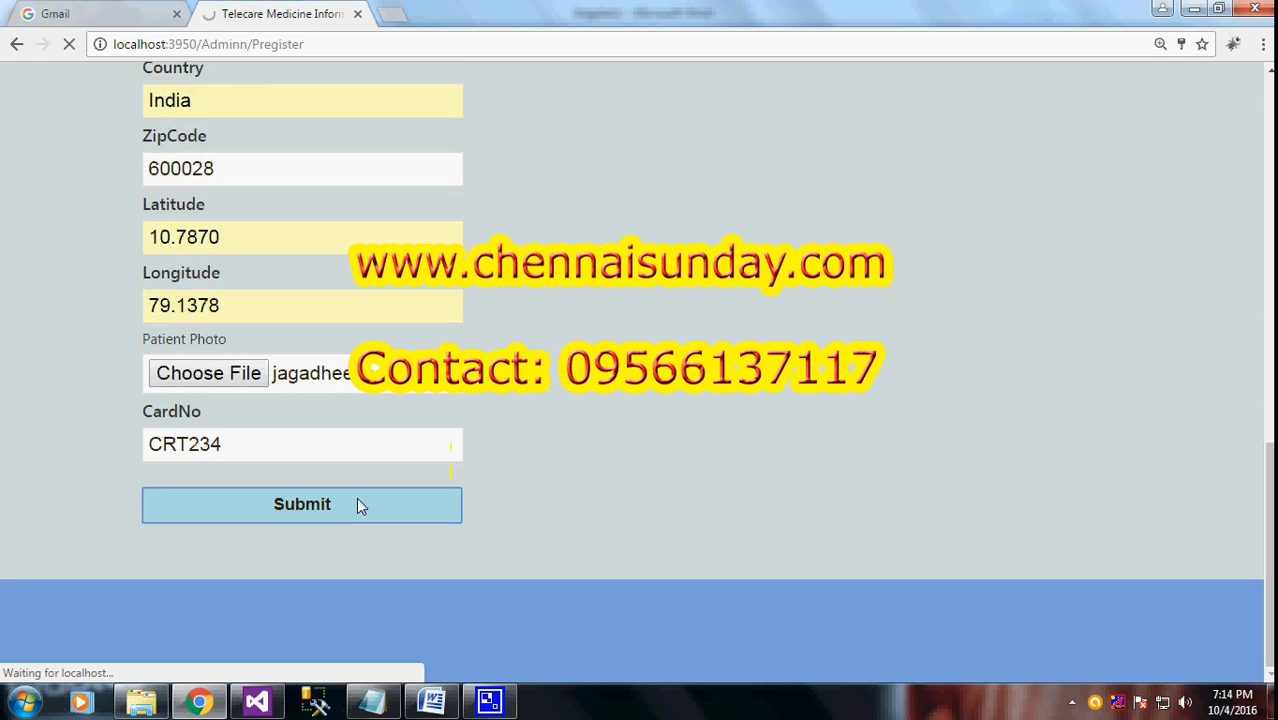 Gmail
Telecare Medicine Inforn
localhost:3950/Adminn/Pregister
Country
India
ZipCode
600028
Latitude
10.7870
www.chennaisunday.com
Longitude
79.1378
Patient Photo
Choose File jagadhee
Contact: 09566137117
CardNo
CRT234
Submit
Waiting for localhost...
7:14 PM
10/4/2016